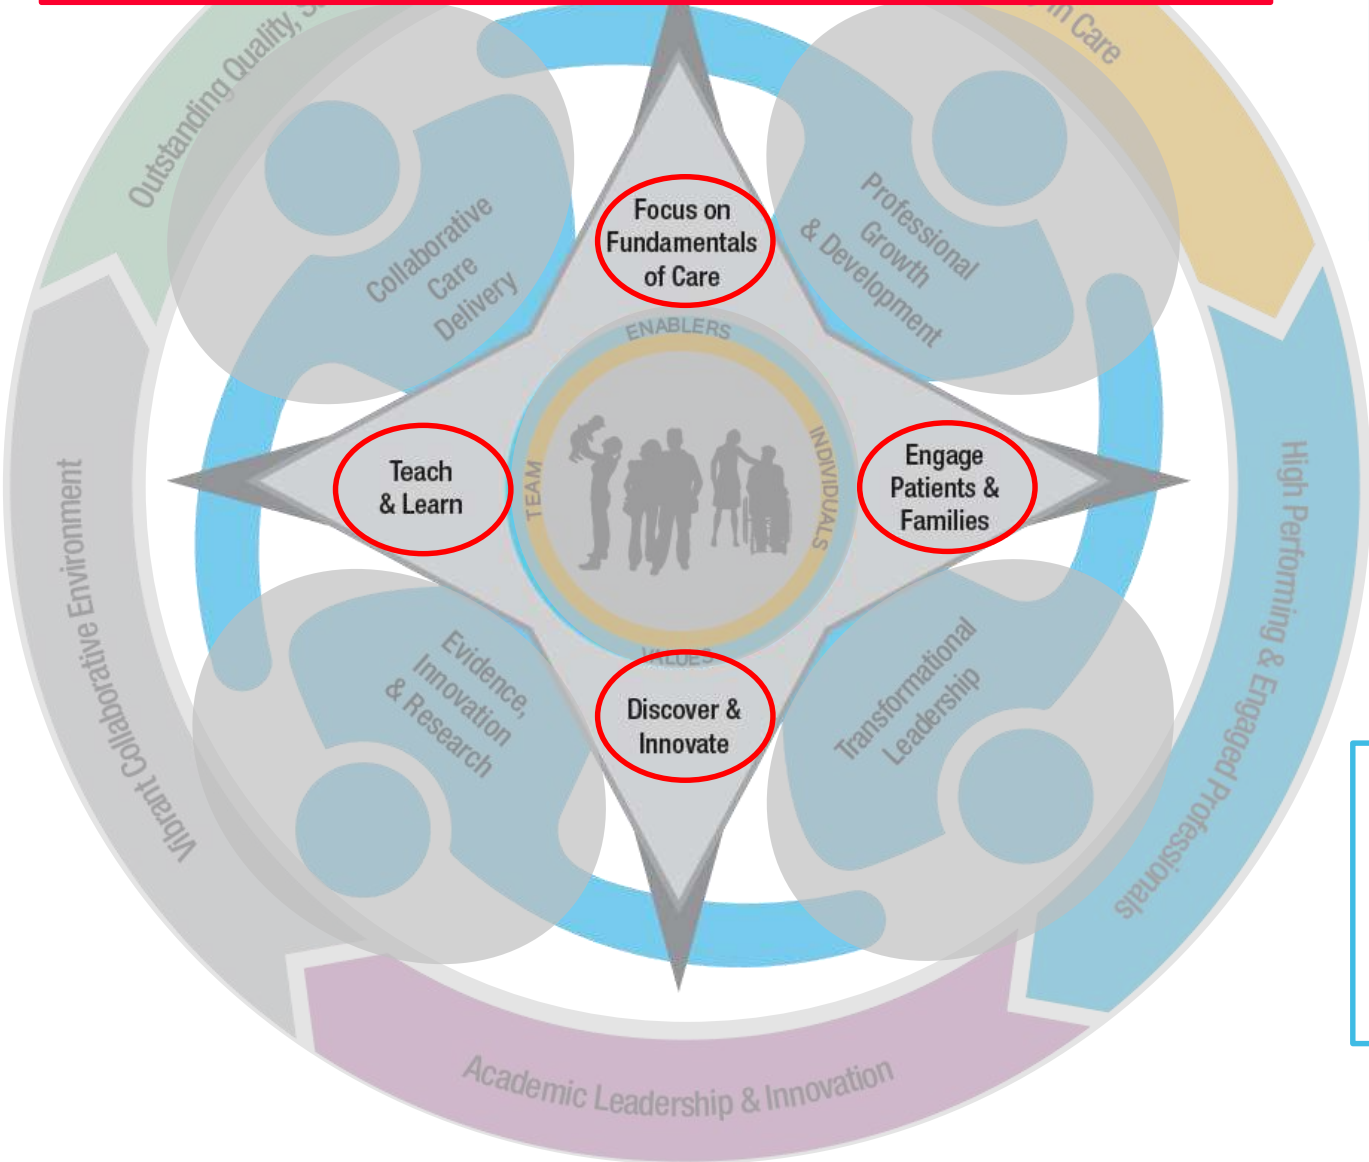 Outstanding Quality,
in Care
Collaborative
Care
Delivery
Focus on
Fundamentals
of Care
Professional
Growth
& Development
ENABLERS
Teach
& Learn
TEAM
INDIVIDUALS
Engage
Patients &
Families
VALUES
Vibrant Collaborative Environment
High Performing & Engaged Professionals
Evidence,
Innovation
& Research
Discover &
Innovate
Transformational
Leadership
Academic Leadership & Innovation